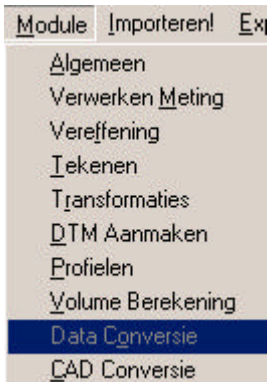 Module Importeren! Exp
Algemeen
Verwerken Meting
Vereffening
Tekenen
Transformaties
DTM Aanmaken
Profielen
Volume Berekening
Data Conversie
CAD Conversie